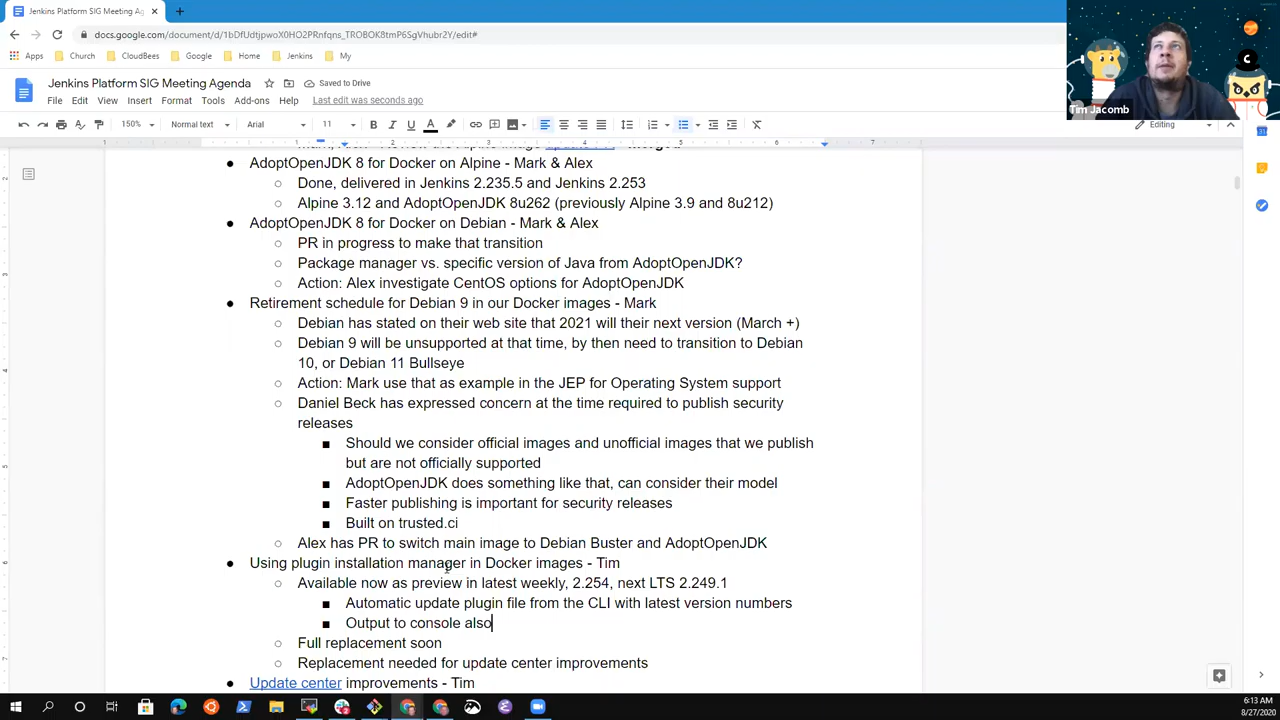 Jenkins Platform SIG Meeting Ag
docs.google.com/document/d/1bDfUdtjpwoX0HO2PRnfqns_TROBOK8tmP6SgVhubr2Y/edit#
Apps Church CloudBees Google Home Jenkins My
Jenkins Platform SIG Meeting Agenda
Saved to Drive
File Edit View Insert Format Tools Add-ons Help Last edit was seconds ago
Tim Jacomb
150% Normal text Arial 11 B I U A Editing
1 1 2 3 4 5 6 7
AdoptOpenJDK 8 for Docker on Alpine - Mark & Alex
Done, delivered in Jenkins 2.235.5 and Jenkins 2.253
Alpine 3.12 and AdoptOpenJDK 8u262 (previously Alpine 3.9 and 8u212)
AdoptOpenJDK 8 for Docker on Debian - Mark & Alex
PR in progress to make that transition
Package manager vs. specific version of Java from AdoptOpenJDK?
Action: Alex investigate CentOS options for AdoptOpenJDK
Retirement schedule for Debian 9 in our Docker images - Mark
Debian has stated on their web site that 2021 will their next version (March +)
Debian 9 will be unsupported at that time, by then need to transition to Debian
10, or Debian 11 Bullseye
Action: Mark use that as example in the JEP for Operating System support
Daniel Beck has expressed concern at the time required to publish security
releases
Should we consider official images and unofficial images that we publish
but are not officially supported
AdoptOpenJDK does something like that, can consider their model
Faster publishing is important for security releases
Built on trusted.ci
Alex has PR to switch main image to Debian Buster and AdoptOpenJDK
Using plugin installation manager in Docker images - Tim
Available now as preview in latest weekly, 2.254, next LTS 2.249.1
Automatic update plugin file from the CLI with latest version numbers
Output to console also
Full replacement soon
Replacement needed for update center improvements
Update center improvements - Tim
6:13 AM
8/27/2020